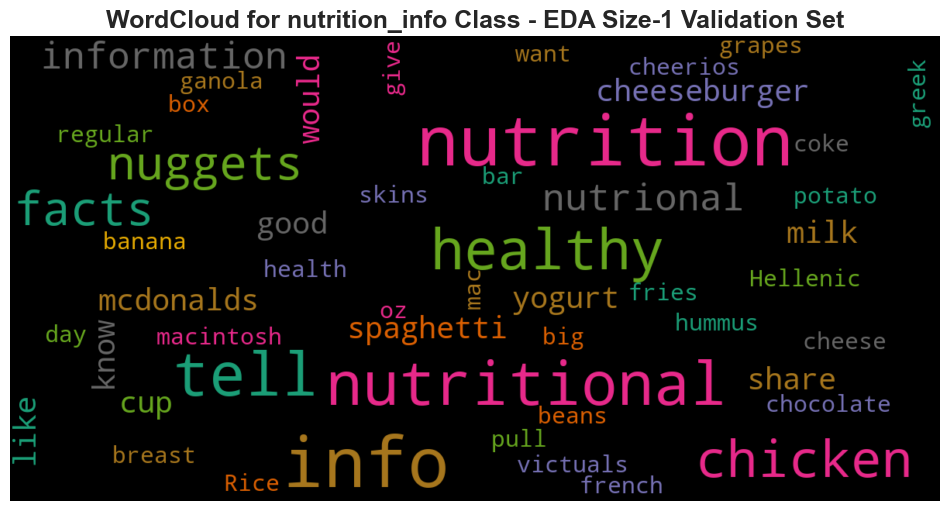 WordCloud for nutrition_info Class - EDA Size-1 Validation Set
information
ganola
box
would
give
want
grapes
cheerios
cheeseburger
greek
regular
nuggets
nutrition
coke
bar
skins
nutrional
potato
facts
banana
good
healthy
milk
health
mac
Hellenic
mcdonalds
yogurt
fries
oz
day
know
macintosh
spaghetti
big
hummus
cheese
tell
nutritional
share
cup
like
beans
chocolate
pull
breast
info
victuals
chicken
Rice
french